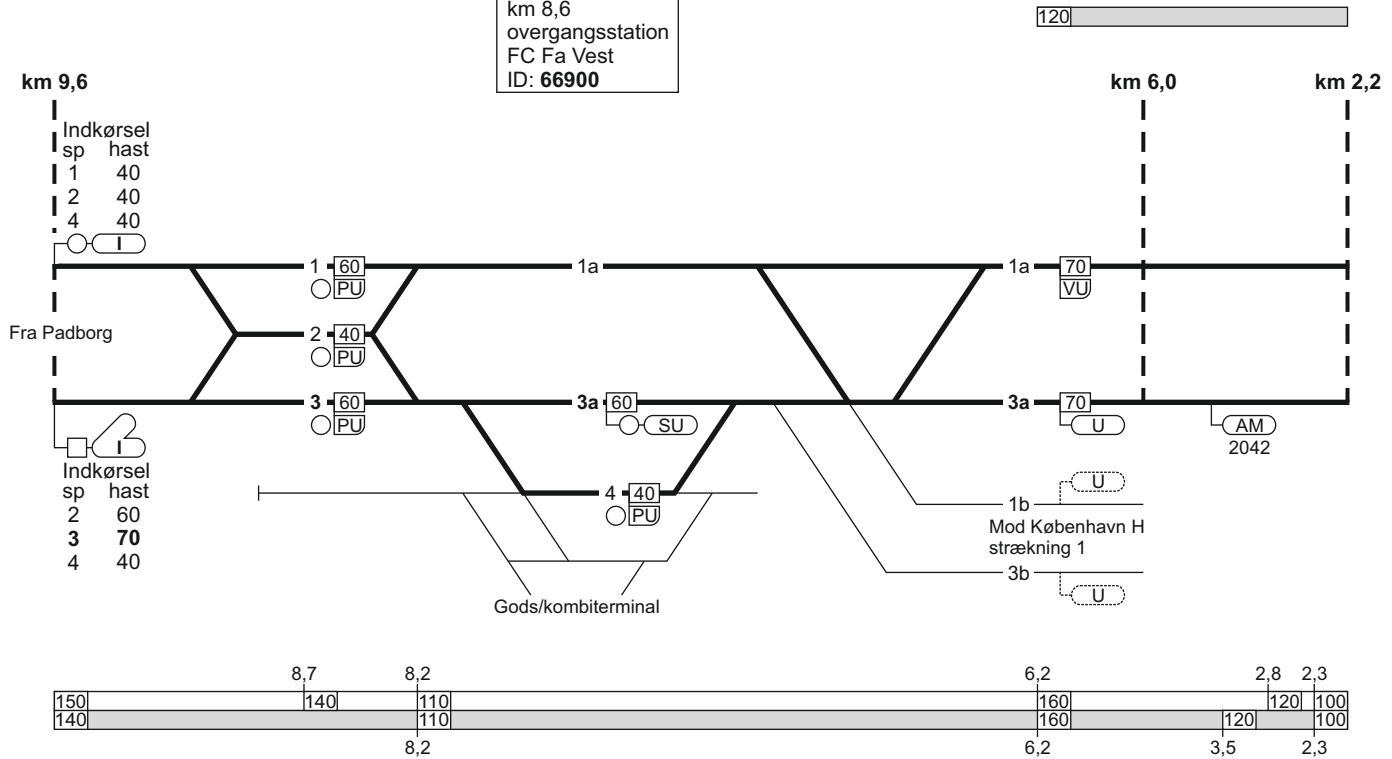 km 8,6
overgangsstation
FC Fa Vest
ID: 66900
120
km 9,6
km 6,0
km 2,2
Indkørsel
sp hast
1 40
2 40
4 40
I
1 60
PU
1a
1a 70
VU
Fra Padborg
2 40
PU
3 60
PU
3a 60
SU
3a 70
U
AM
2042
I
Indkørsel
sp hast
2 60
3 70
4 40
4 40
PU
U
1b
Mod København H
strækning 1
3b
U
Gods/kombiterminal
8,7 8,2 6,2 2,8 2,3
150 140 110 160 120 100
140 110 160 120 100
8,2 6,2 3,5 2,3